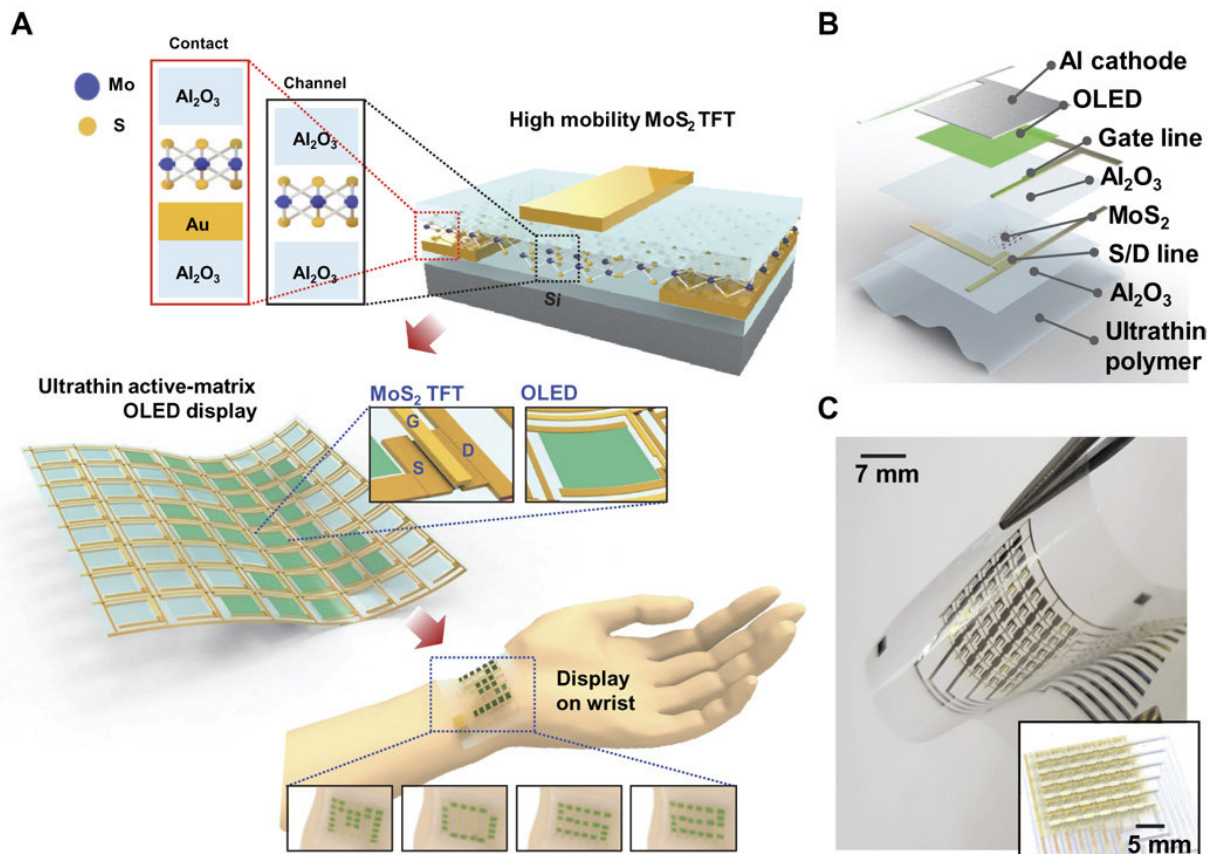 A
Contact
Mo
S
Al₂O₃
Au
Al₂O₃
Channel
Al₂O₃
Al₂O₃
High mobility MoS₂ TFT
Si
Ultrathin active-matrix
OLED display
MoS₂ TFT
G
S
D
OLED
Display
on wrist
B
Al cathode
OLED
Gate line
Al₂O₃
MoS₂
S/D line
Al₂O₃
Ultrathin
polymer
C
7 mm
5 mm